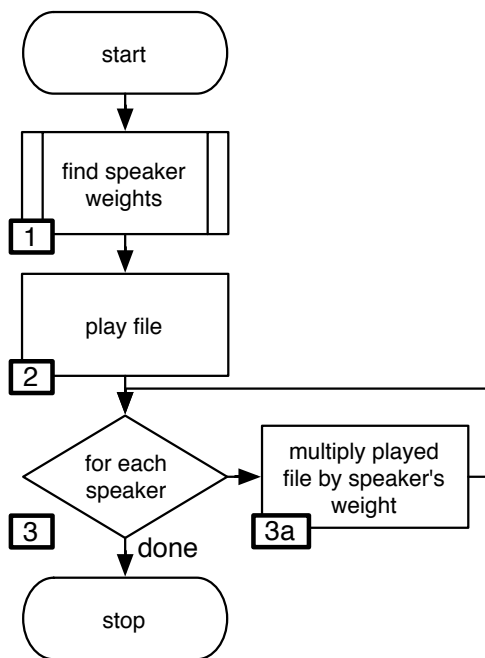 start
find speaker
weights
1
play file
2
for each
speaker
3
multiply played
file by speaker's
weight
3a
done
stop